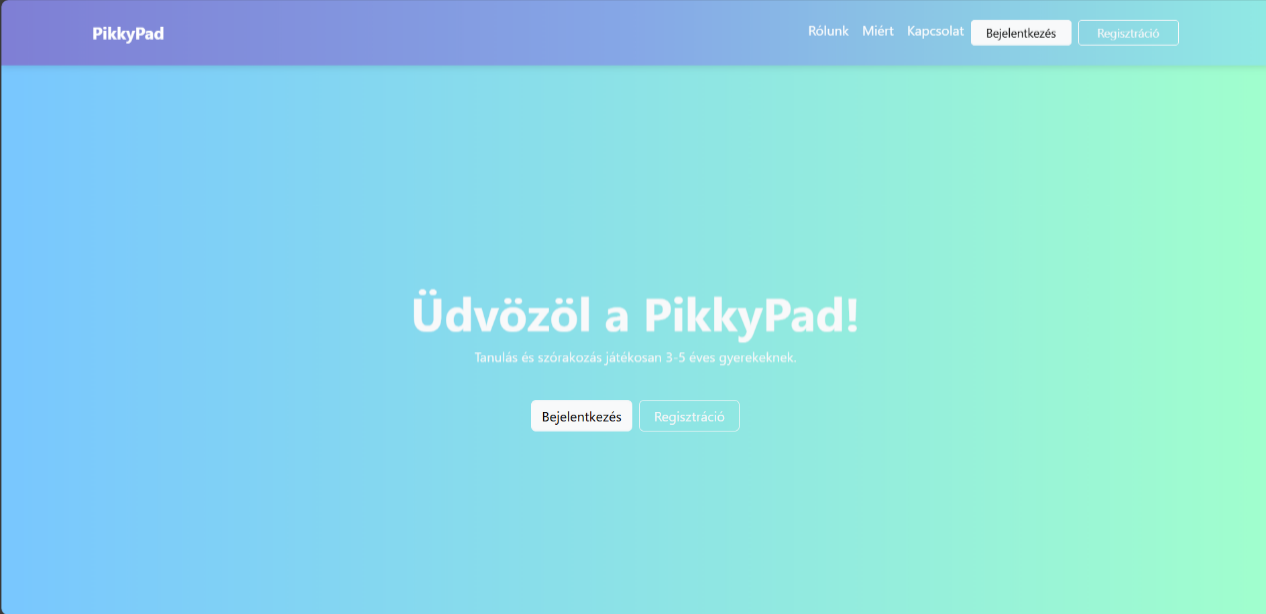 PikkyPad
Rólunk Miért Kapcsolat Bejelentkezés Regisztráció
Üdvözöl a PikkyPad!
Tanulás és szórakozás játékosan 3-5 éves gyerekeknek.
Bejelentkezés Regisztráció